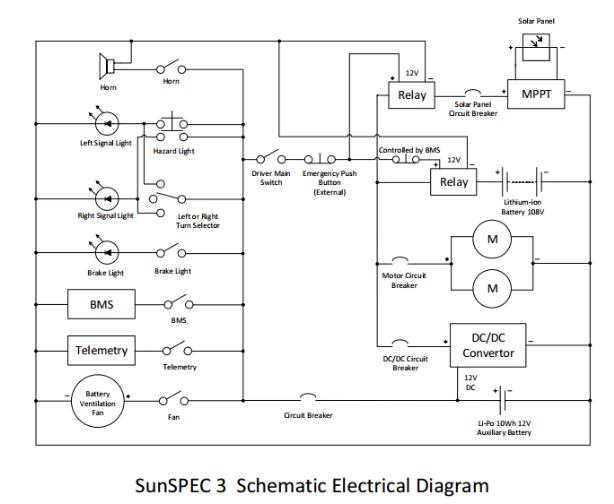 Solar Panel
+
−
12V
+
−
Relay
MPPT
Solar Panel
Circuit Breaker
Horn
Horn
Left Signal Light
Hazard Light
Controlled by BMS
12V
+
−
Relay
+
−
Driver Main
Switch
Emergency Push
Button
(External)
Lithium-ion
Battery 108V
Right Signal Light
Left or Right
Turn Selector
M
+
−
Brake Light
Brake Light
Motor Circuit
Breaker
M
BMS
BMS
Telemetry
Telemetry
DC/DC Circuit
Breaker
+
DC/DC
Convertor
−
12V
DC
−
Battery
Ventilation
Fan
+
Fan
Circuit Breaker
+
−
Li-Po 10Wh 12V
Auxiliary Battery
SunSPEC 3 Schematic Electrical Diagram